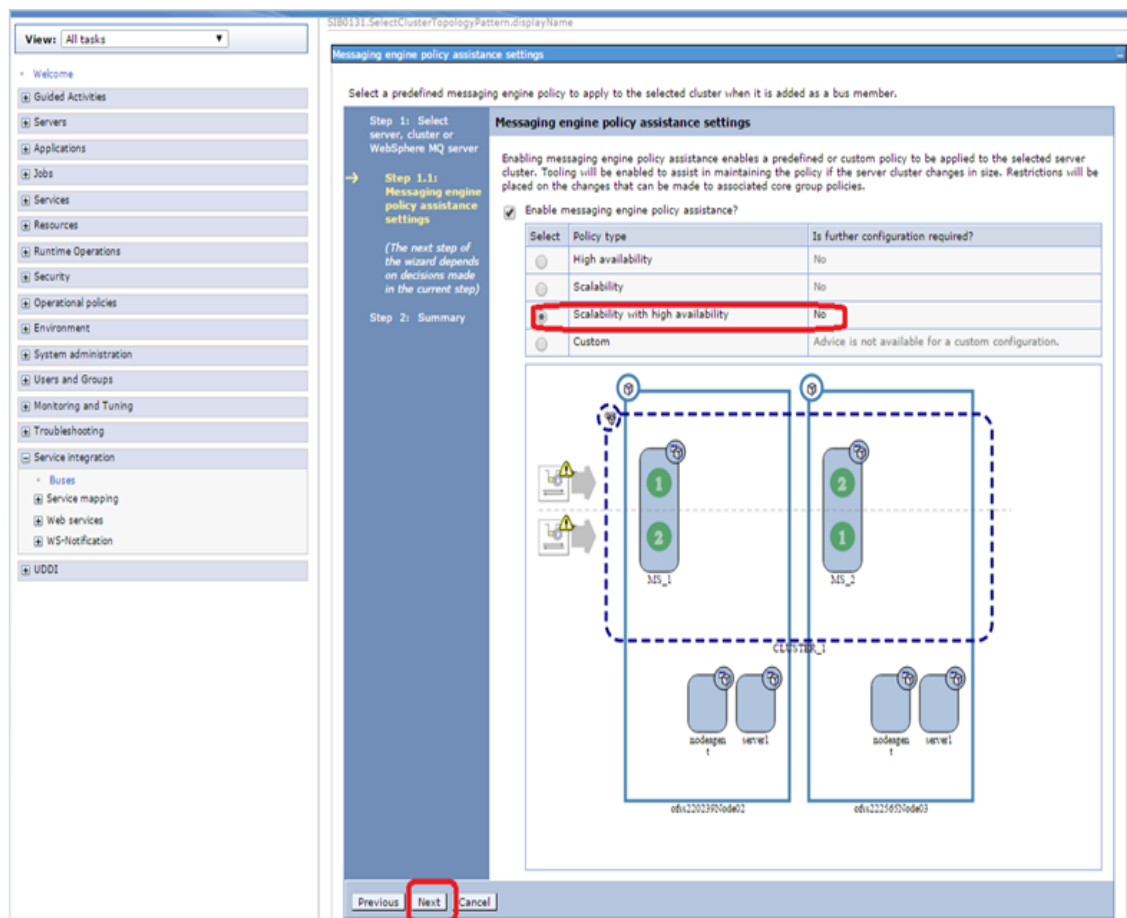 SIB0131.SelectClusterTopologyPattern.displayName
View: All tasks
Welcome
Guided Activities
Servers
Applications
Jobs
Services
Resources
Runtime Operations
Security
Operational policies
Environment
System administration
Users and Groups
Monitoring and Tuning
Troubleshooting
Service integration
Buses
Service mapping
Web services
WS-Notification
UDDI
Messaging engine policy assistance settings
Select a predefined messaging engine policy to apply to the selected cluster when it is added as a bus member.
Step 1: Select
server, cluster or
WebSphere MQ server
Step 1.1:
Messaging engine
policy assistance
settings
(The next step of
the wizard depends
on decisions made
in the current step)
Step 2: Summary
Messaging engine policy assistance settings
Enabling messaging engine policy assistance enables a predefined or custom policy to be applied to the selected server
cluster. Tooling will be enabled to assist in maintaining the policy if the server cluster changes in size. Restrictions will be
placed on the changes that can be made to associated core group policies.
Enable messaging engine policy assistance?
Select Policy type Is further configuration required?
High availability No
Scalability No
Scalability with high availability No
Custom Advice is not available for a custom configuration.
1 2
2 1
MS_1 MS_2
CLUSTER_1
nodeagen
t
server1
nodeagen
t
server1
ofss220239Node02 ofss222565Node03
Previous Next Cancel